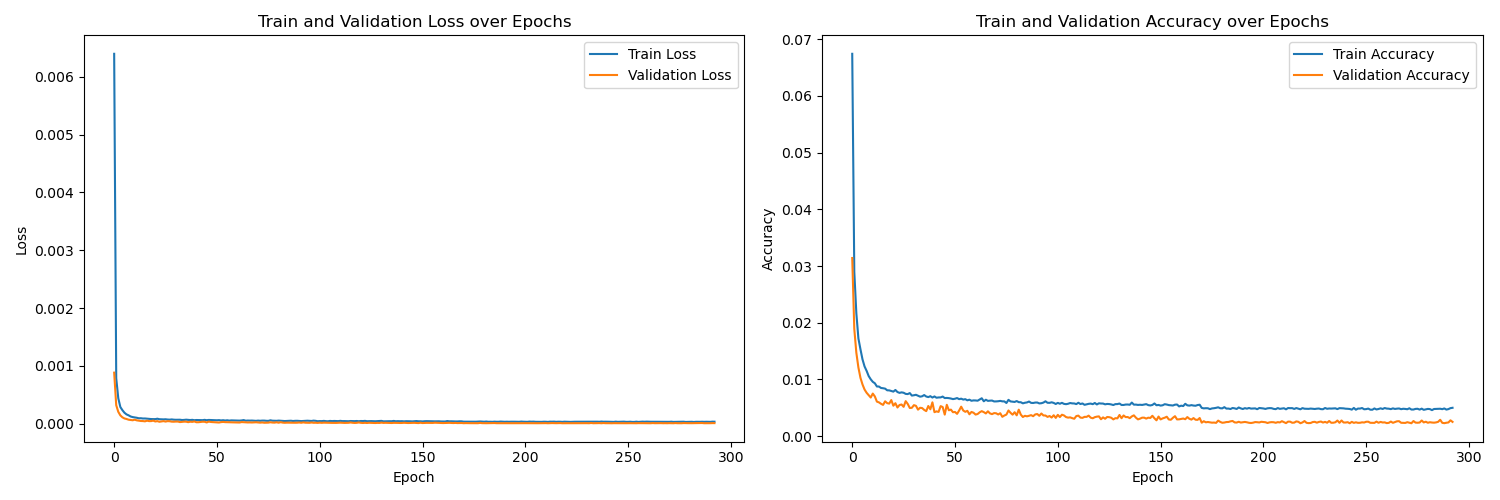 Train and Validation Loss over Epochs
Train Loss
Validation Loss
0.006
0.005
0.004
0.003
0.002
0.001
0.000
Loss
0 50 100 150 200 250 300
Epoch
Train and Validation Accuracy over Epochs
Train Accuracy
Validation Accuracy
0.07
0.06
0.05
0.04
0.03
0.02
0.01
0.00
Accuracy
0 50 100 150 200 250 300
Epoch